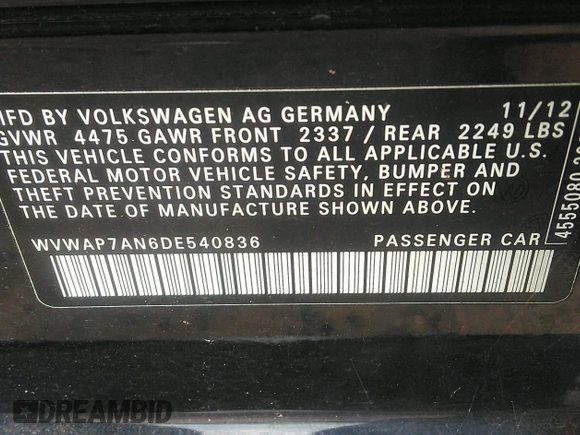 MFD BY VOLKSWAGEN AG GERMANY 11/12
GVWR 4475 GAWR FRONT 2337 / REAR 2249 LBS
THIS VEHICLE CONFORMS TO ALL APPLICABLE U.S.
FEDERAL MOTOR VEHICLE SAFETY, BUMPER AND
THEFT PREVENTION STANDARDS IN EFFECT ON
THE DATE OF MANUFACTURE SHOWN ABOVE.
WVWAP7AN6DE540836 PASSENGER CAR
4555080
DREAMBID